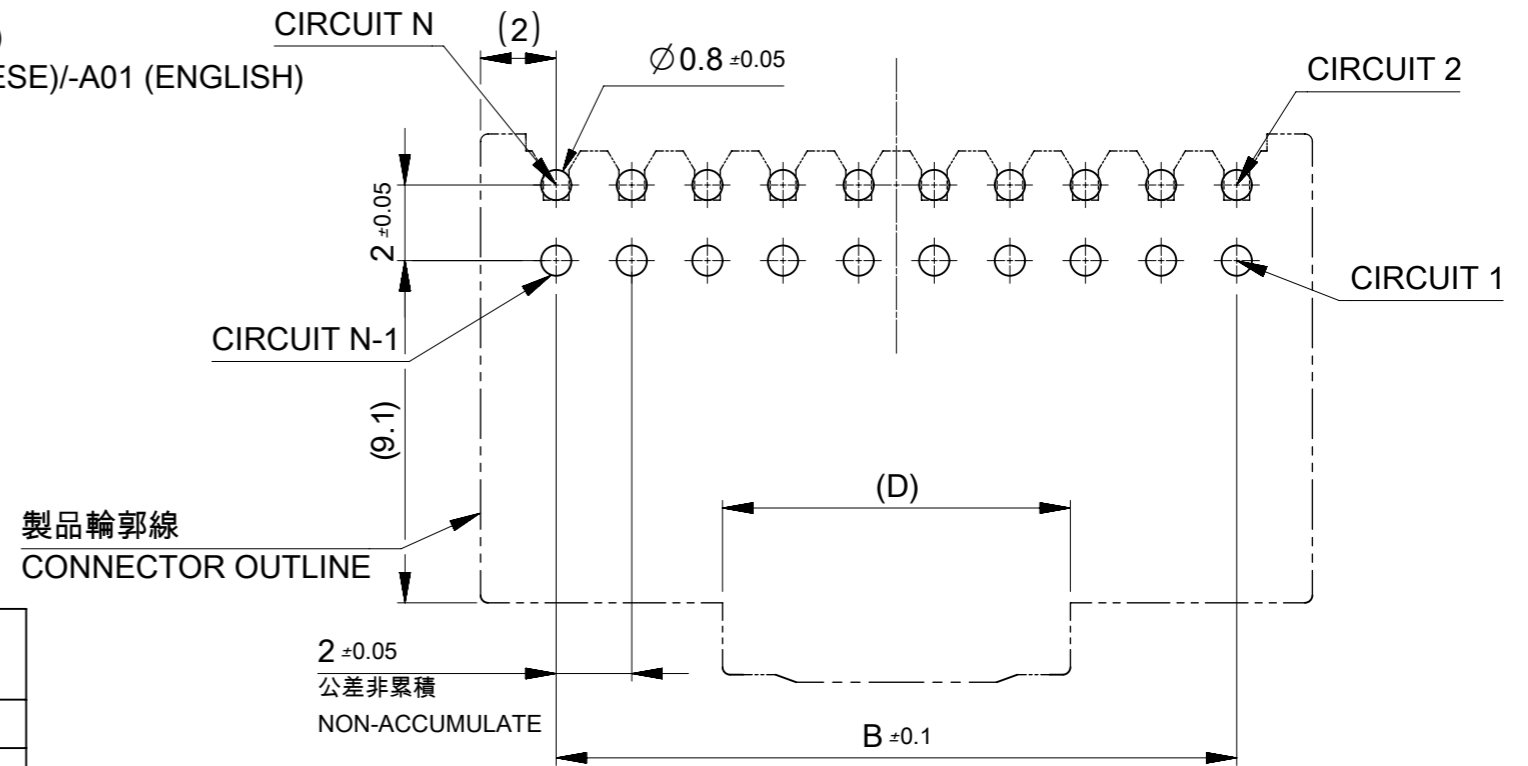 CIRCUIT N
(2)
⌀0.8 ±0.05
)
ESE)/-A01 (ENGLISH)
CIRCUIT 2
2 ±0.05
CIRCUIT 1
CIRCUIT N-1
(9.1)
(D)
製品輪郭線
CONNECTOR OUTLINE
2 ±0.05
公差非累積
NON-ACCUMULATE
B ±0.1